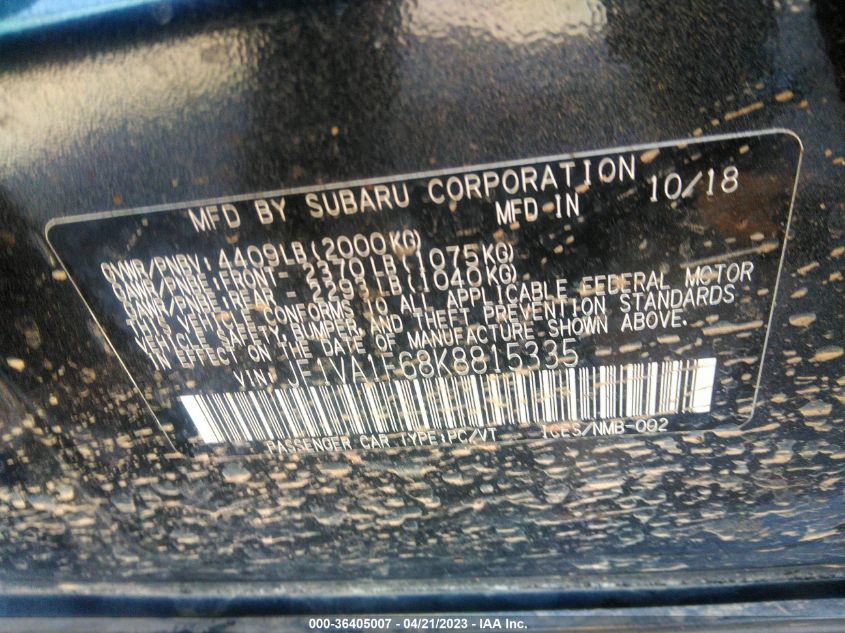 MFD BY SUBARU CORPORATION
MFD IN 10/18
GVWR/PNBV: 4409LB(2000KG)
GAWR/PNBE:FRONT- 2370LB(1075KG)
GAWR/PNBE:REAR - 2293LB(1040KG)
THIS VEHICLE CONFORMS TO ALL APPLICABLE FEDERAL MOTOR
VEHICLE SAFETY,BUMPER,AND THEFT PREVENTION STANDARDS
IN EFFECT ON THE DATE OF MANUFACTURE SHOWN ABOVE.
VIN: JF1VA1F68K8815335
PASSENGER CAR TYPE:PC/VT ICES/NMB-002
000-36405007 / 04/21/2023 - IAA Inc.